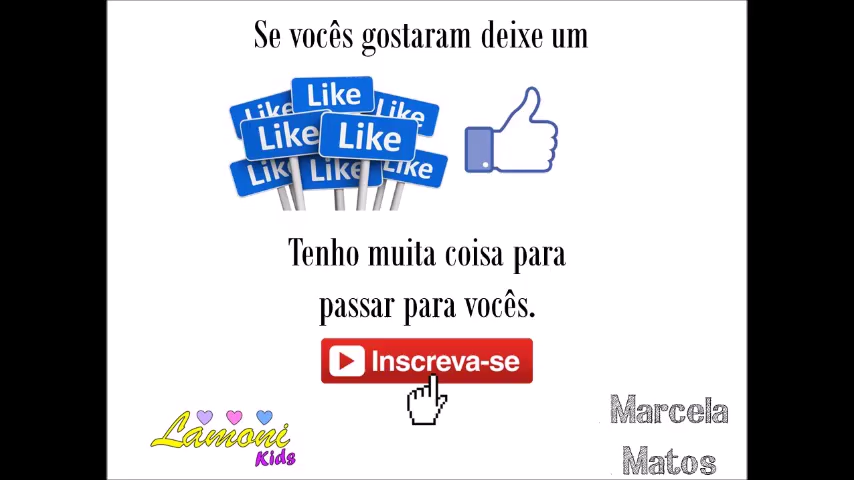 Se vocês gostaram deixe um
Like
Like
Like
Like
Like
Like
Like
Like
Tenho muita coisa para
passar para vocês.
Inscreva-se
Lamoni
Kids
Marcela
Matos